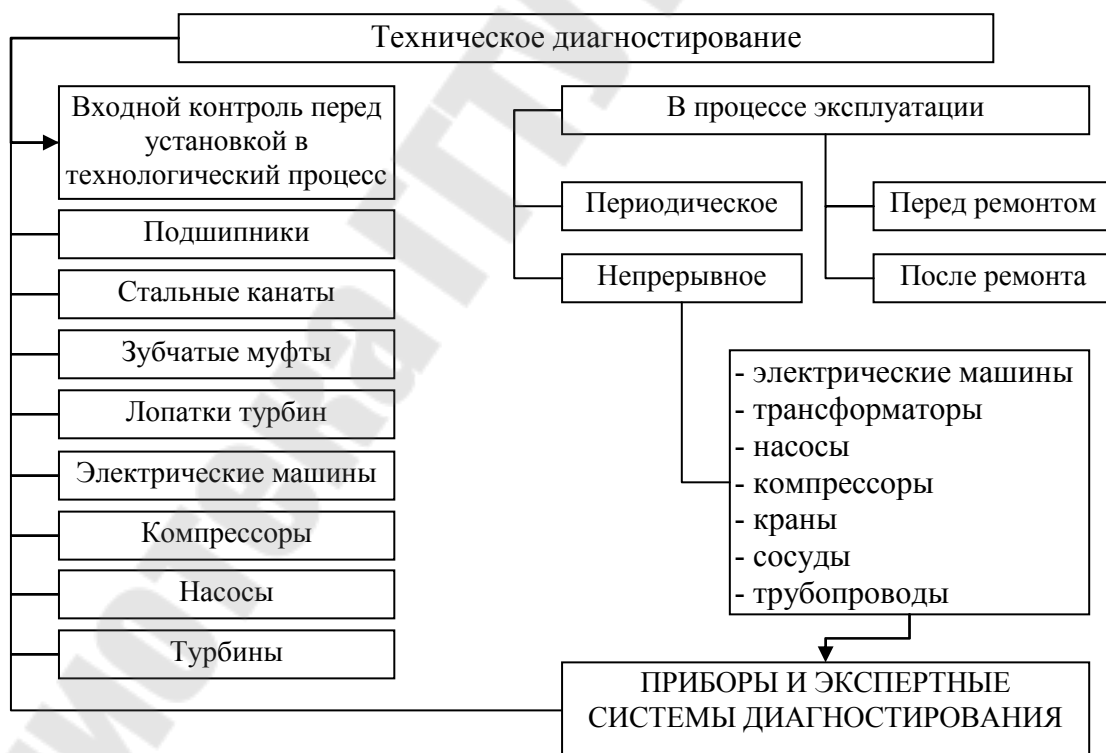 Техническое диагностирование
Входной контроль перед
установкой в
технологический процесс
Подшипники
Стальные канаты
Зубчатые муфты
Лопатки турбин
Электрические машины
Компрессоры
Насосы
Турбины
В процессе эксплуатации
Периодическое
Непрерывное
Перед ремонтом
После ремонта
- электрические машины
- трансформаторы
- насосы
- компрессоры
- краны
- сосуды
- трубопроводы
ПРИБОРЫ И ЭКСПЕРТНЫЕ
СИСТЕМЫ ДИАГНОСТИРОВАНИЯ